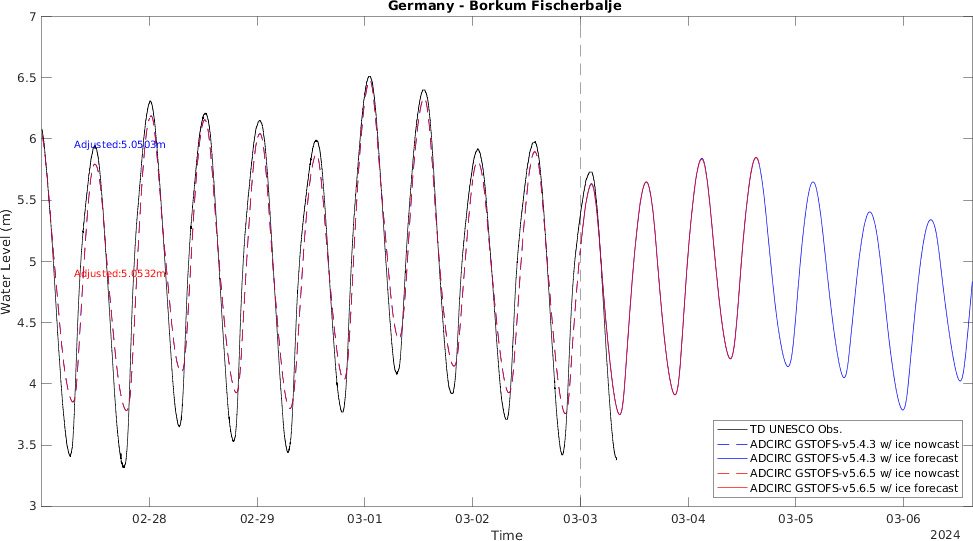 Germany - Borkum Fischerbalje
7
6.5
6
5.5
5
4.5
4
3.5
3
Water Level (m)
Adjusted:5.0503m
Adjusted:5.0532m
TD UNESCO Obs.
ADCIRC GSTOFS-v5.4.3 w/ ice nowcast
ADCIRC GSTOFS-v5.4.3 w/ ice forecast
ADCIRC GSTOFS-v5.6.5 w/ ice nowcast
ADCIRC GSTOFS-v5.6.5 w/ ice forecast
02-28 02-29 03-01 03-02 03-03 03-04 03-05 03-06
Time
2024